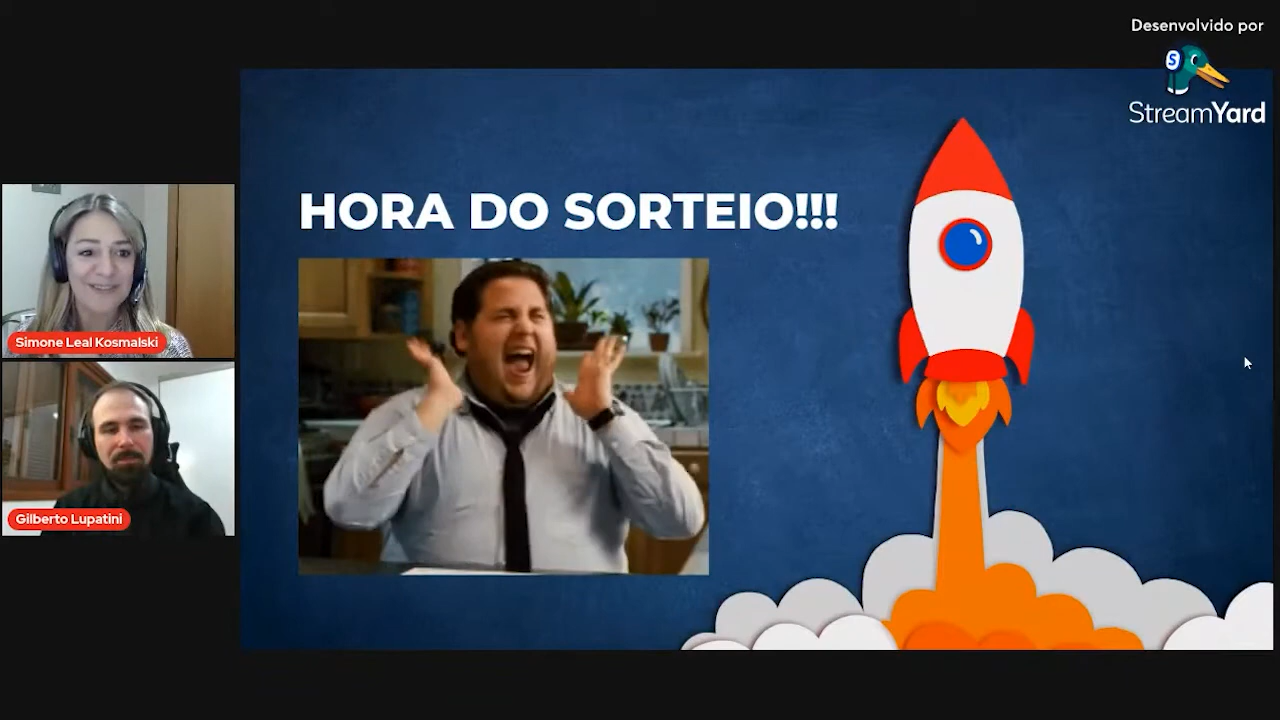 Desenvolvido por
S
StreamYard
HORA DO SORTEIO!!!
Simone Leal Kosmalski
Gilberto Lupatini